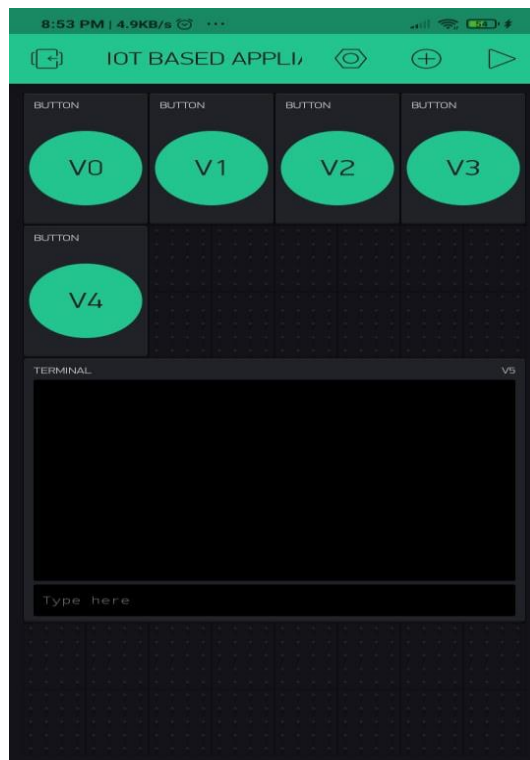 8:53 PM | 4.9KB/s ... 54
IOT BASED APPLI
BUTTON BUTTON BUTTON BUTTON
V0 V1 V2 V3
BUTTON
V4
TERMINAL V5
Type here